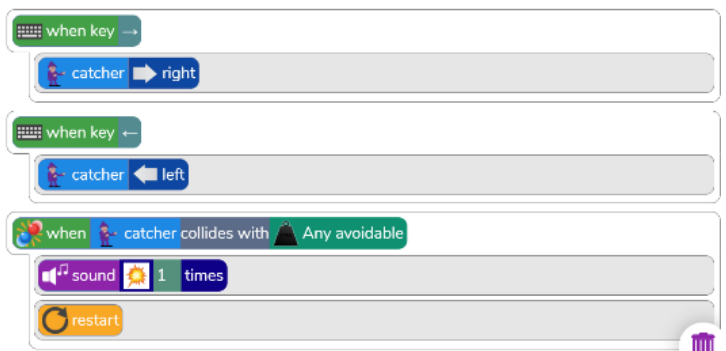 when key →
catcher right
when key ←
catcher left
when catcher collides with Any avoidable
sound 1 times
restart